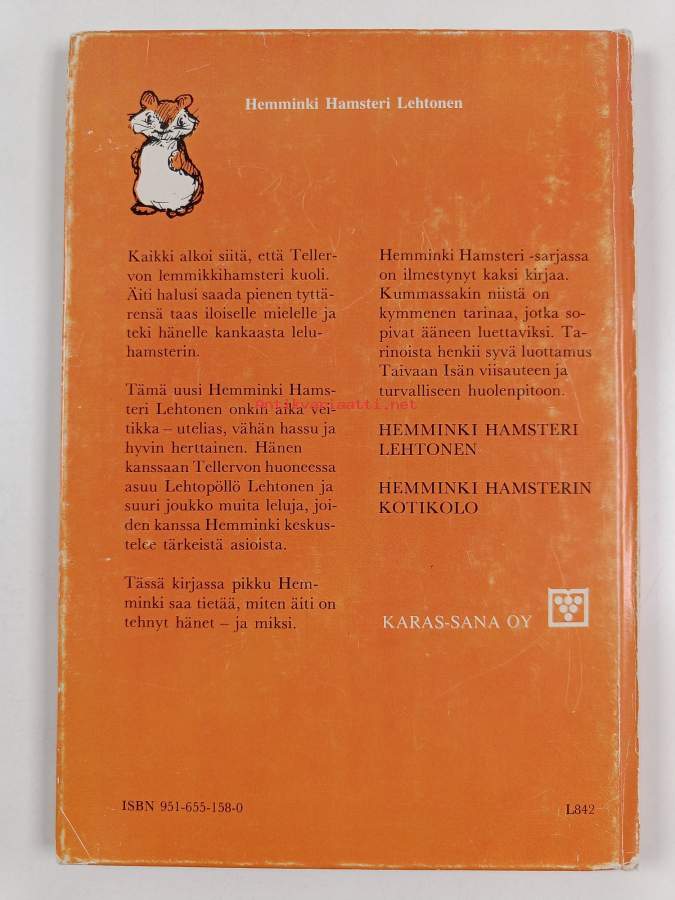 Hemminki Hamsteri Lehtonen
Kaikki alkoi siitä, että Teller-
von lemmikkihamsteri kuoli.
Äiti halusi saada pienen tyttä-
rensä taas iloiselle mielelle ja
teki hänelle kankaasta lelu-
hamsterin.
Tämä uusi Hemminki Hams-
teri Lehtonen onkin aika vei-
tikka – utelias, vähän hassu ja
hyvin herttainen. Hänen
kanssaan Tellervon huoneessa
asuu Lehtopöllö Lehtonen ja
suuri joukko muita leluja, joi-
den kanssa Hemminki keskus-
telee tärkeistä asioista.
Tässä kirjassa pikku Hem-
minki saa tietää, miten äiti on
tehnyt hänet – ja miksi.
Hemminki Hamsteri -sarjassa
on ilmestynyt kaksi kirjaa.
Kummassakin niistä on
kymmenen tarinaa, jotka so-
pivat ääneen luettaviksi. Ta-
rinoista henkii syvä luottamus
Taivaan Isän viisauteen ja
turvalliseen huolenpitoon.
HEMMINKI HAMSTERI
LEHTONEN
HEMMINKI HAMSTERIN
KOTIKOLO
KARAS-SANA OY
ISBN 951-655-158-0
L842
antikvariaatti.net